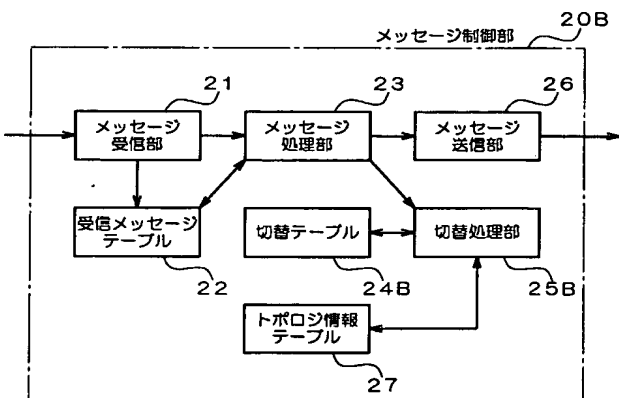 20B
メッセージ制御部
21
23
26
メッセージ
受信部
メッセージ
処理部
メッセージ
送信部
受信メッセージ
テーブル
切替テーブル
切替処理部
22
24B
25B
トポロジ情報
テーブル
27